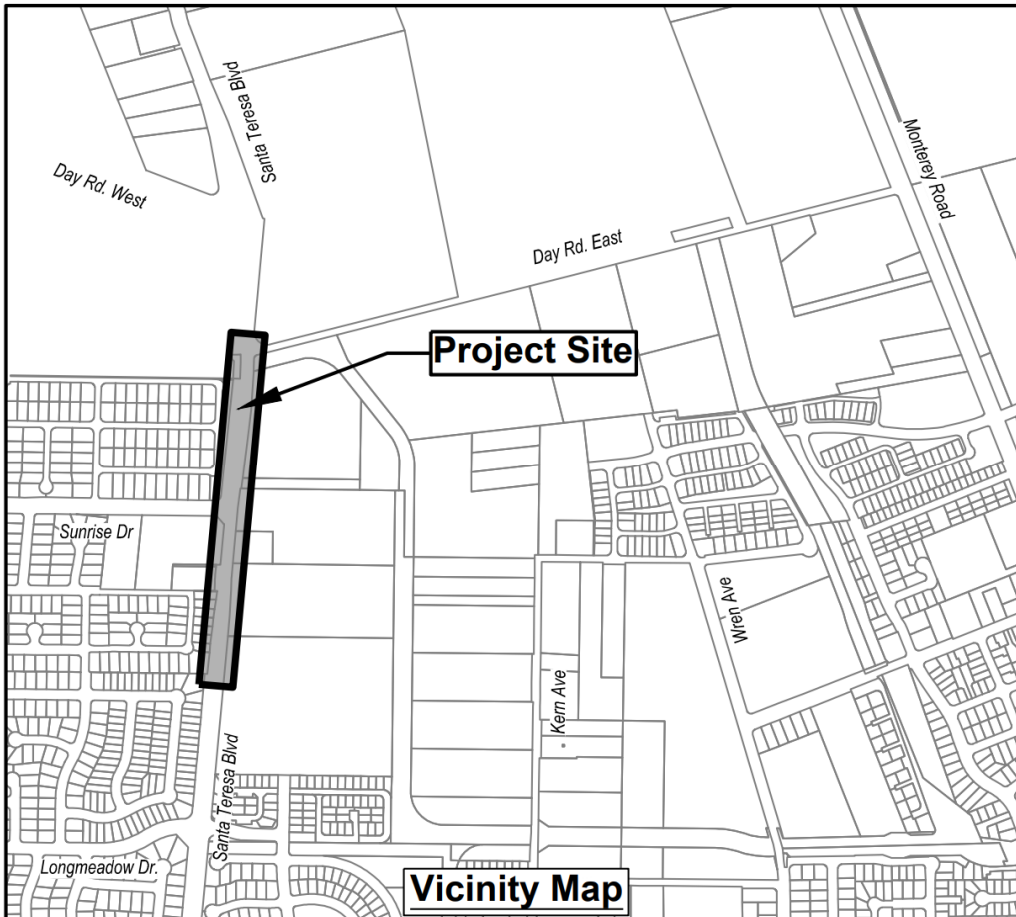 Santa Teresa Blvd
Monterey Road
Day Rd. West
Day Rd. East
Project Site
Sunrise Dr
Wren Ave
Kern Ave
Santa Teresa Blvd
Longmeadow Dr.
Vicinity Map